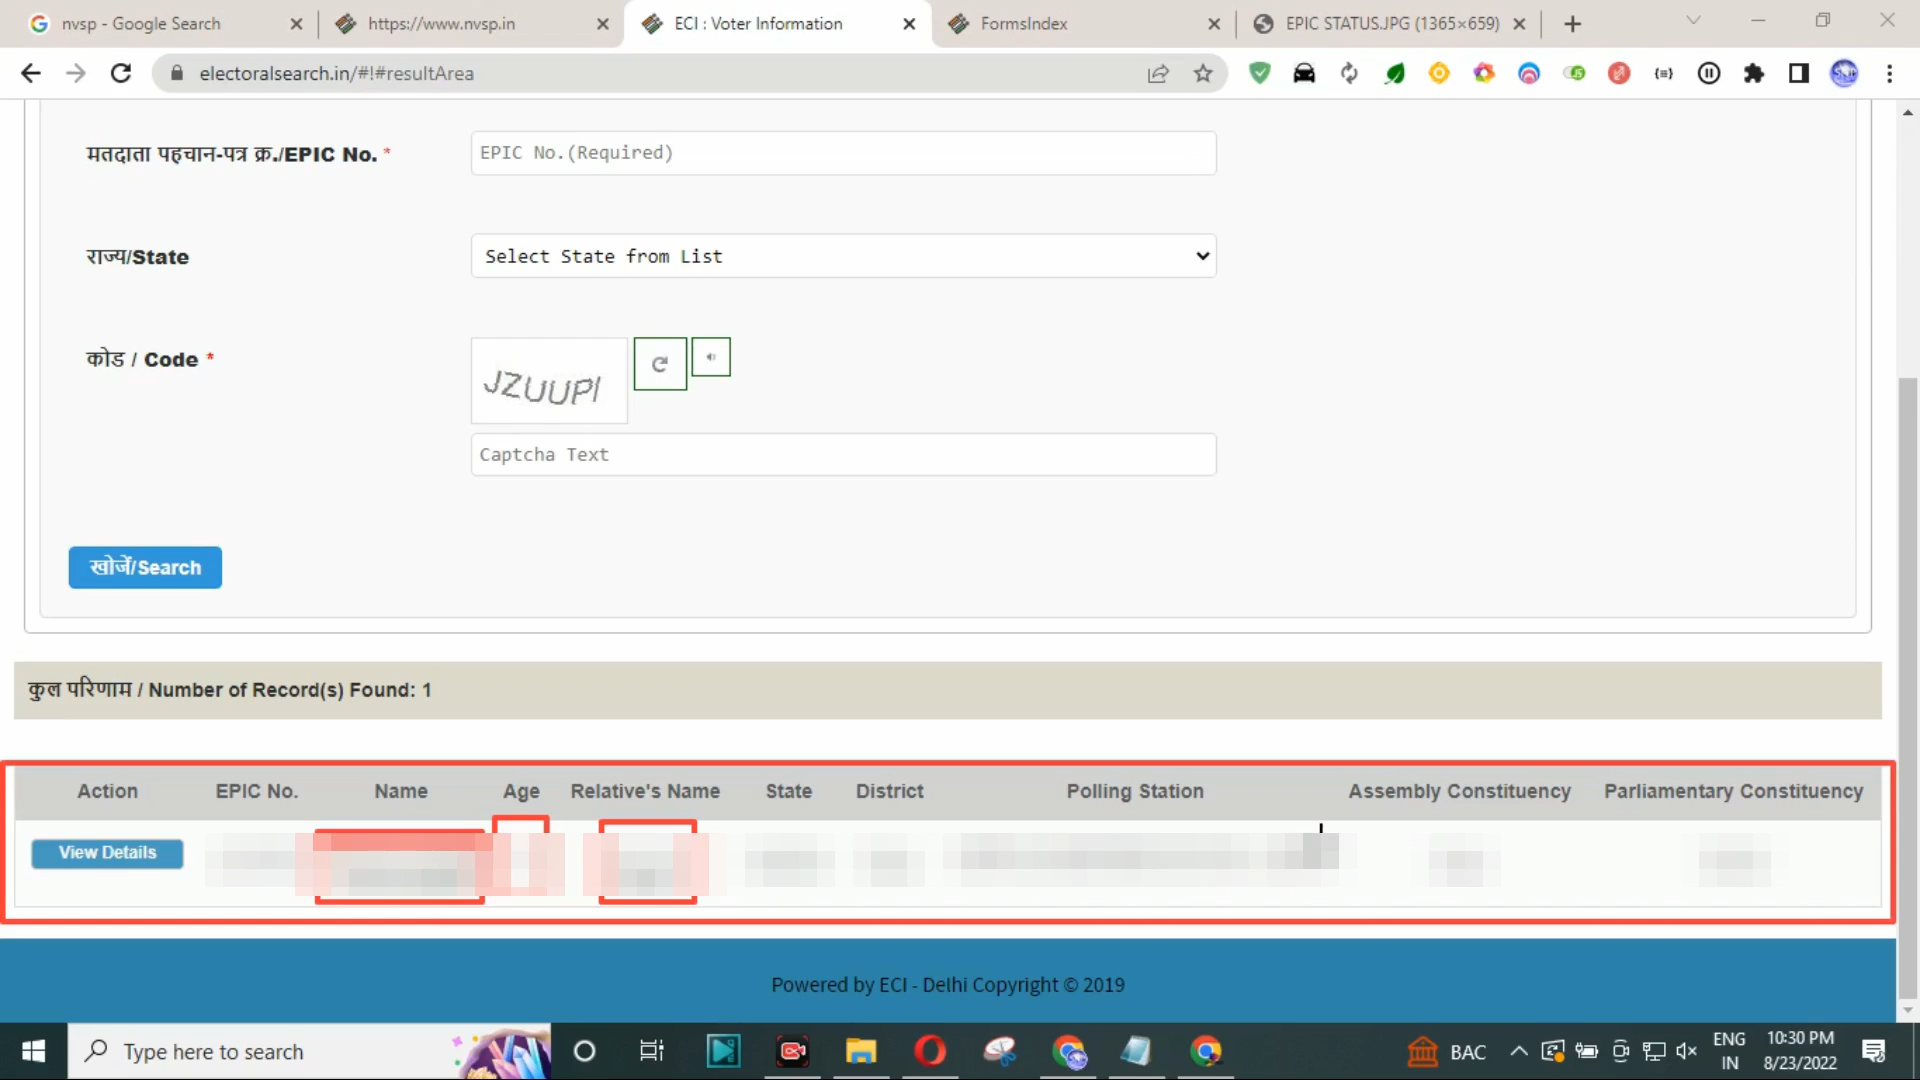 nvsp - Google Search
https://www.nvsp.in
ECI : Voter Information
FormsIndex
EPIC STATUS.JPG (1365×659)
electoralsearch.in/#!#resultArea
मतदाता पहचान-पत्र क्र./EPIC No. *
EPIC No.(Required)
राज्य/State
Select State from List
कोड / Code *
JZUUPI
Captcha Text
खोजें/Search
कुल परिणाम / Number of Record(s) Found: 1
Action EPIC No. Name Age Relative's Name State District Polling Station Assembly Constituency Parliamentary Constituency
View Details
Powered by ECI - Delhi Copyright © 2019
Type here to search
BAC
ENG
IN
10:30 PM
8/23/2022